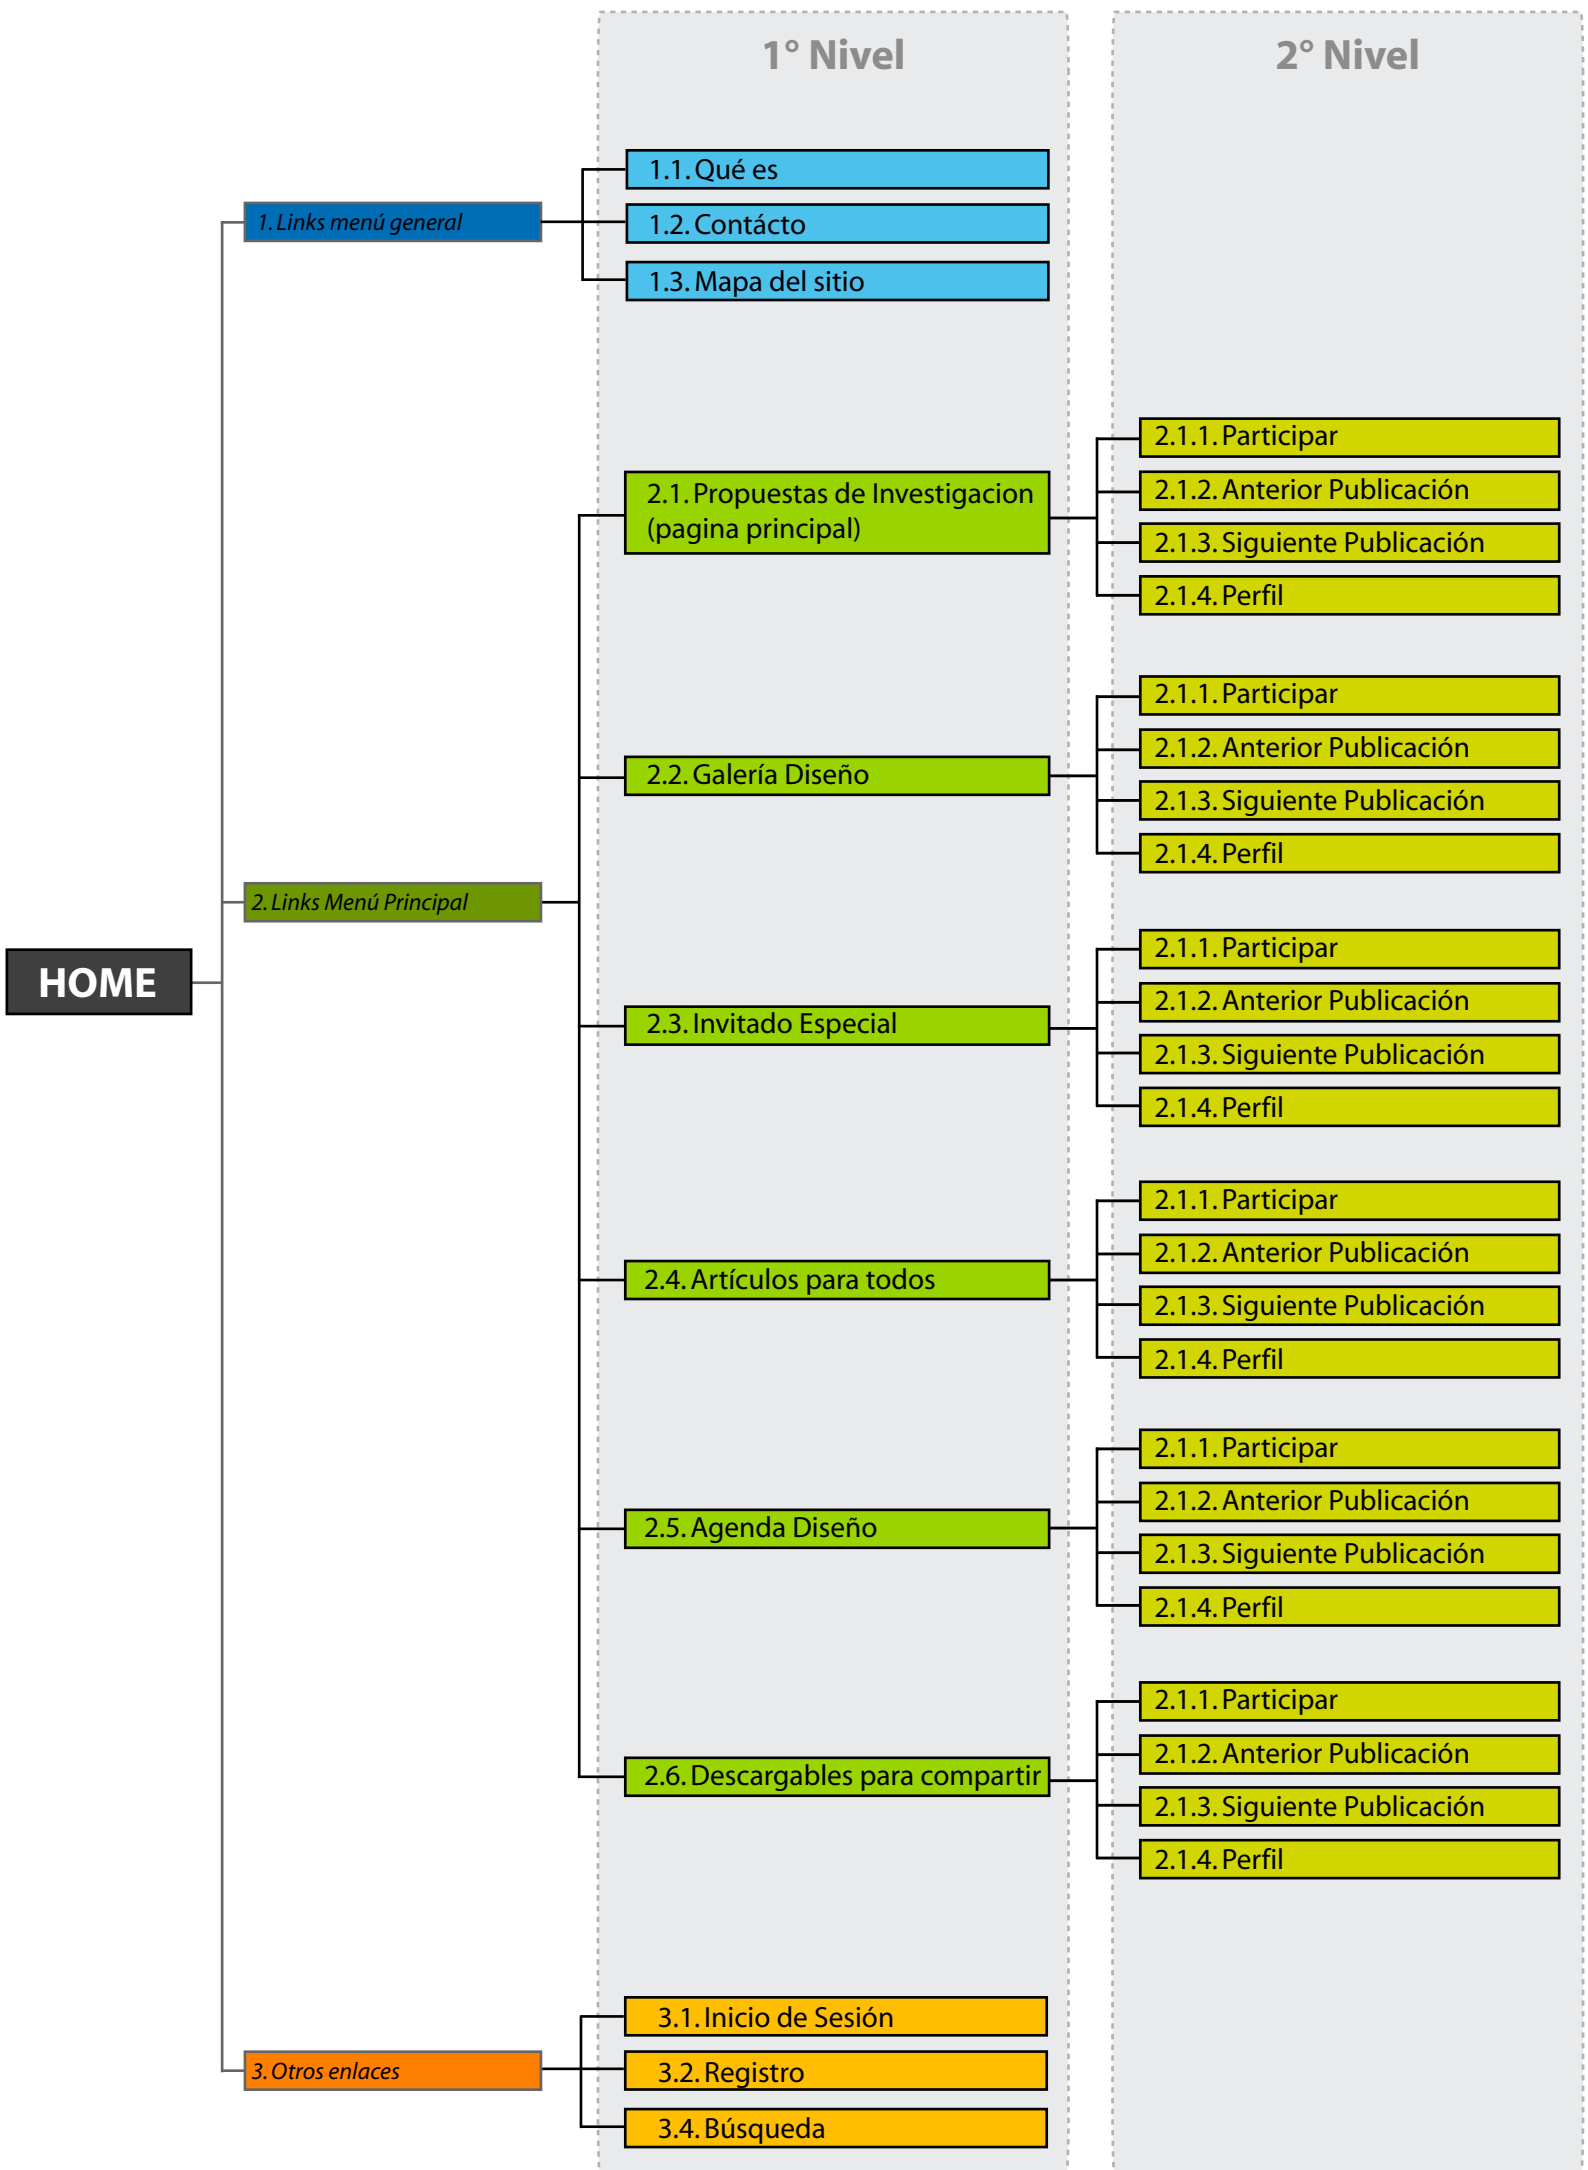 1° Nivel
2° Nivel
HOME
1. Links menú general
1.1. Qué es
1.2. Contácto
1.3. Mapa del sitio
2. Links Menú Principal
2.1. Propuestas de Investigacion
(pagina principal)
2.1.1. Participar
2.1.2. Anterior Publicación
2.1.3. Siguiente Publicación
2.1.4. Perfil
2.2. Galería Diseño
2.1.1. Participar
2.1.2. Anterior Publicación
2.1.3. Siguiente Publicación
2.1.4. Perfil
2.3. Invitado Especial
2.1.1. Participar
2.1.2. Anterior Publicación
2.1.3. Siguiente Publicación
2.1.4. Perfil
2.4. Artículos para todos
2.1.1. Participar
2.1.2. Anterior Publicación
2.1.3. Siguiente Publicación
2.1.4. Perfil
2.5. Agenda Diseño
2.1.1. Participar
2.1.2. Anterior Publicación
2.1.3. Siguiente Publicación
2.1.4. Perfil
2.6. Descargables para compartir
2.1.1. Participar
2.1.2. Anterior Publicación
2.1.3. Siguiente Publicación
2.1.4. Perfil
3. Otros enlaces
3.1. Inicio de Sesión
3.2. Registro
3.4. Búsqueda